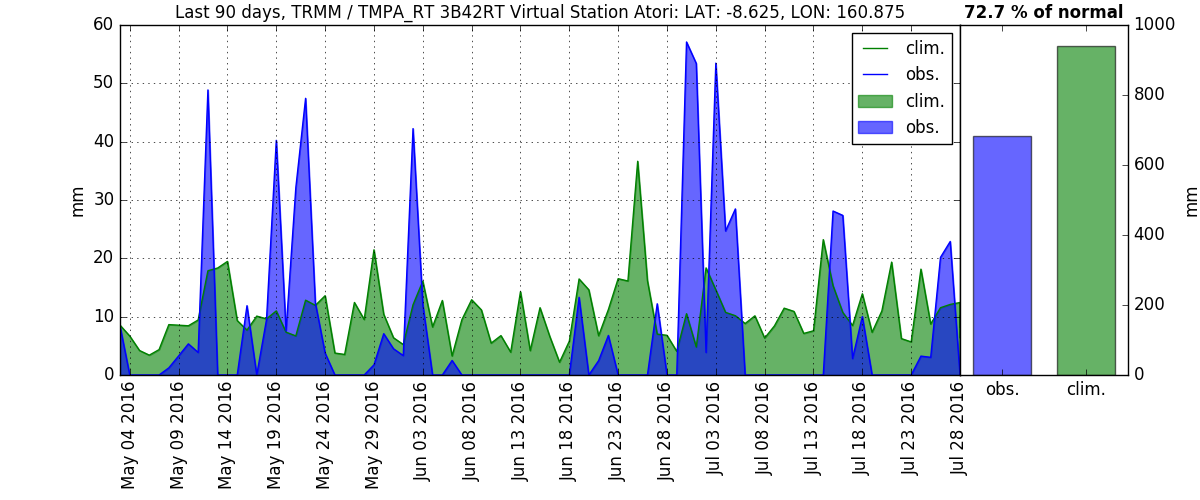 Last 90 days, TRMM / TMPA_RT 3B42RT Virtual Station Atori: LAT: -8.625, LON: 160.875
72.7 % of normal
clim.
obs.
clim.
obs.
mm
60
50
40
30
20
10
0
May 04 2016
May 09 2016
May 14 2016
May 19 2016
May 24 2016
May 29 2016
Jun 03 2016
Jun 08 2016
Jun 13 2016
Jun 18 2016
Jun 23 2016
Jun 28 2016
Jul 03 2016
Jul 08 2016
Jul 13 2016
Jul 18 2016
Jul 23 2016
Jul 28 2016
obs.
clim.
1000
800
600
400
200
0
mm